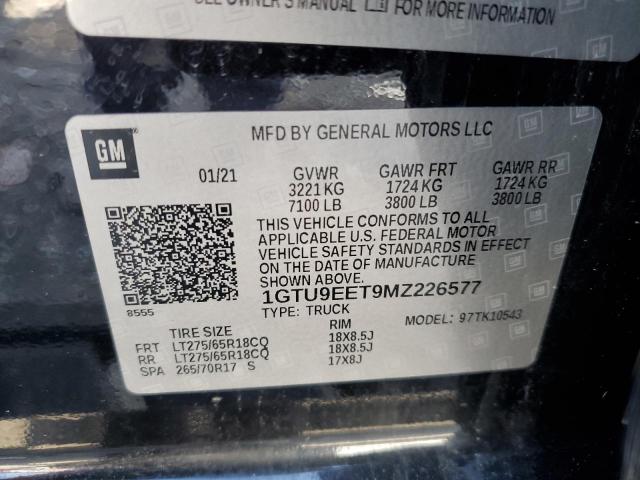 SEE OWNER'S MANUAL FOR MORE INFORMATION
GM
MFD BY GENERAL MOTORS LLC
01/21 GVWR GAWR FRT GAWR RR
3221 KG 1724 KG 1724 KG
7100 LB 3800 LB 3800 LB
THIS VEHICLE CONFORMS TO ALL
APPLICABLE U.S. FEDERAL MOTOR
VEHICLE SAFETY STANDARDS IN EFFECT
ON THE DATE OF MANUFACTURE SHOWN ABOVE.
1GTU9EET9MZ226577
8555 TYPE: TRUCK MODEL: 97TK10543
TIRE SIZE RIM
FRT LT275/65R18CQ 18X8.5J
RR LT275/65R18CQ 18X8.5J
SPA 265/70R17 S 17X8J